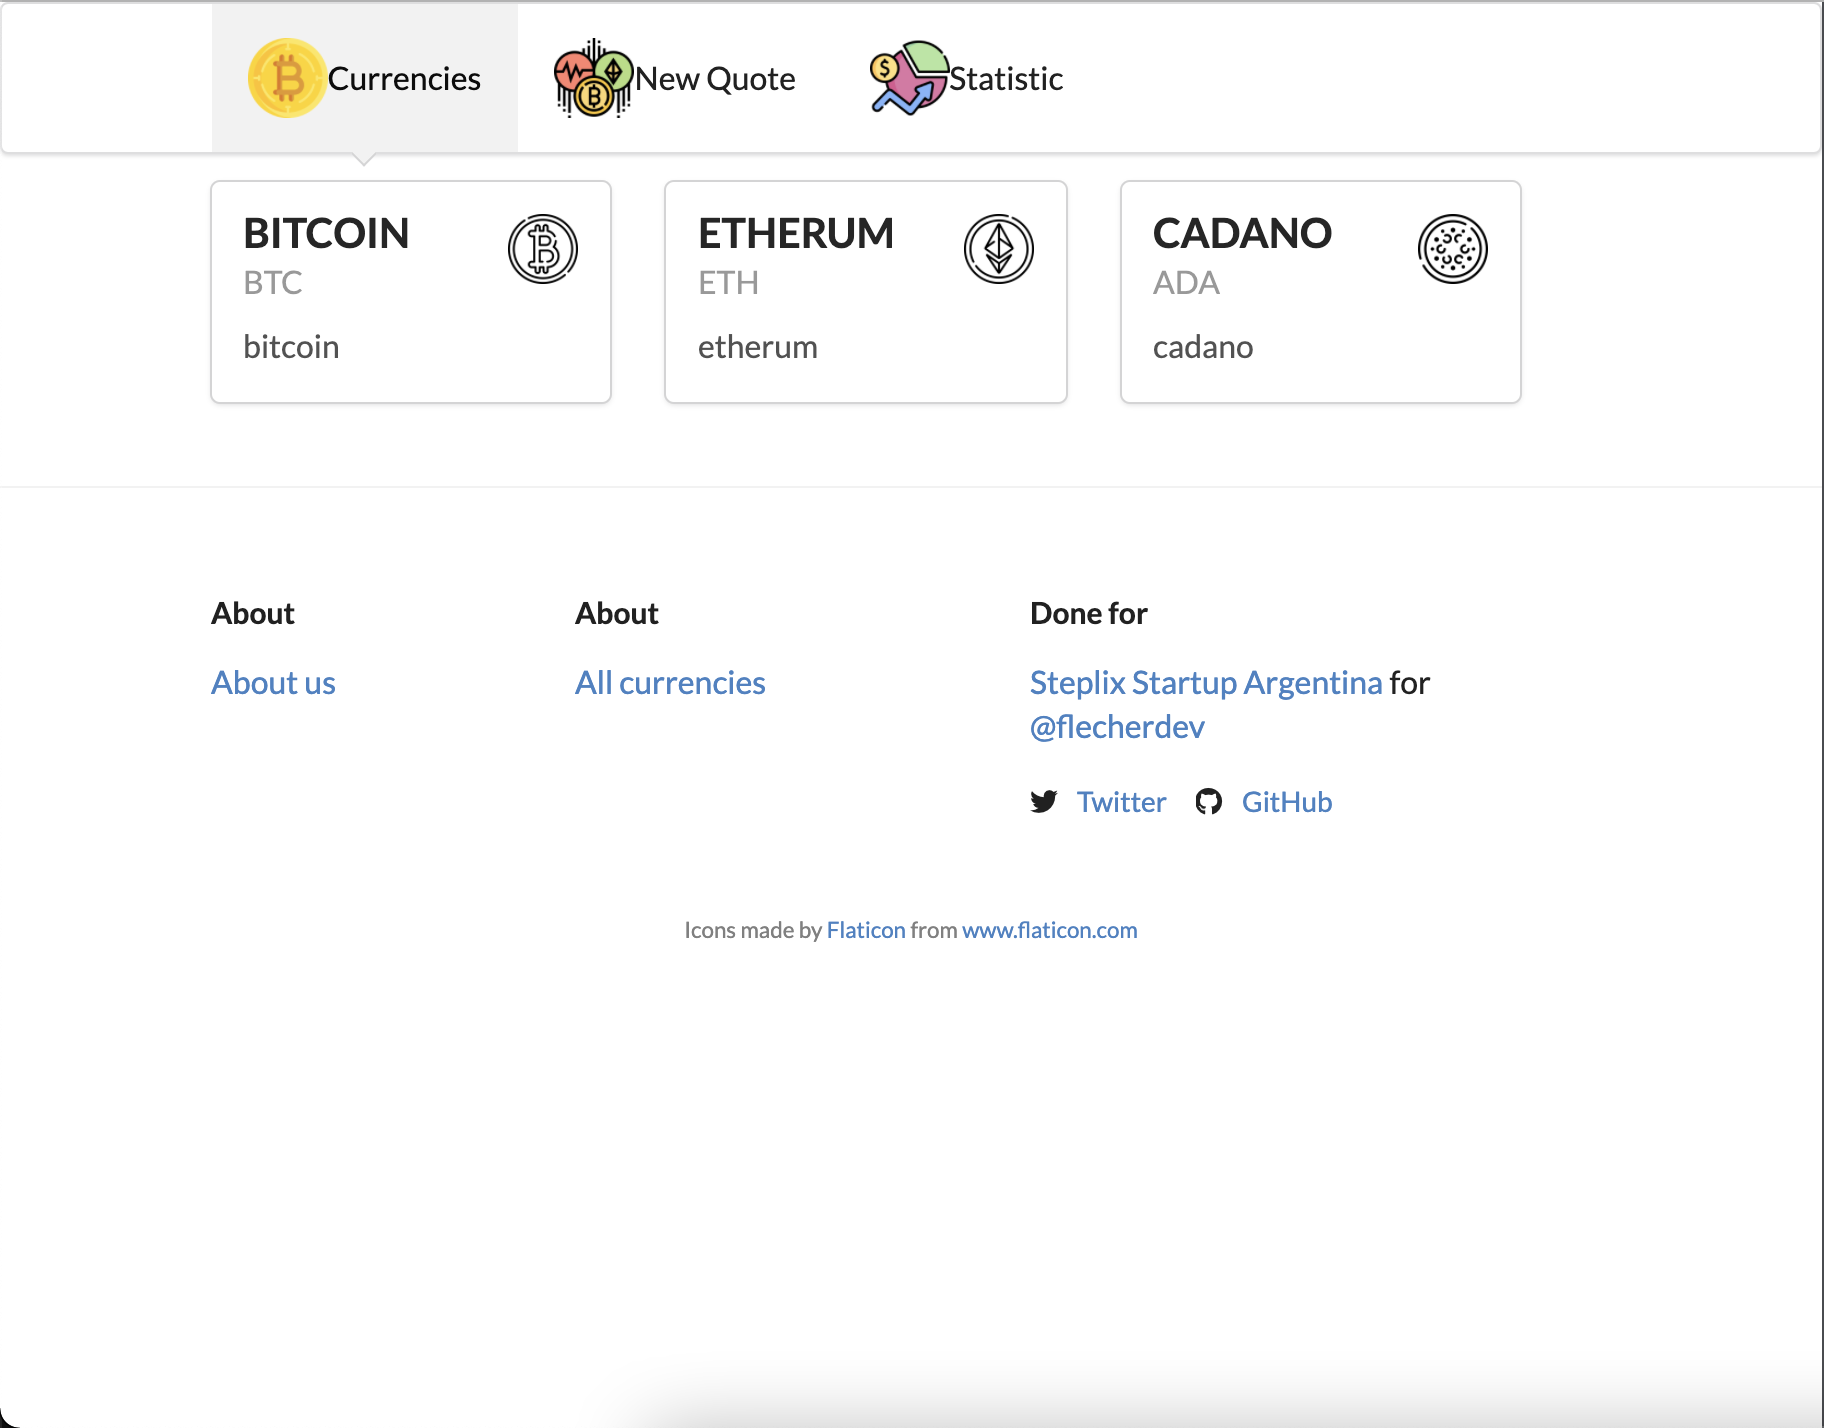 Currencies
New Quote
Statistic
BITCOIN
BTC
bitcoin
ETHERUM
ETH
etherum
CADANO
ADA
cadano
About
About us
About
All currencies
Done for
Steplix Startup Argentina for
@flecherdev
Twitter
GitHub
Icons made by Flaticon from www.flaticon.com